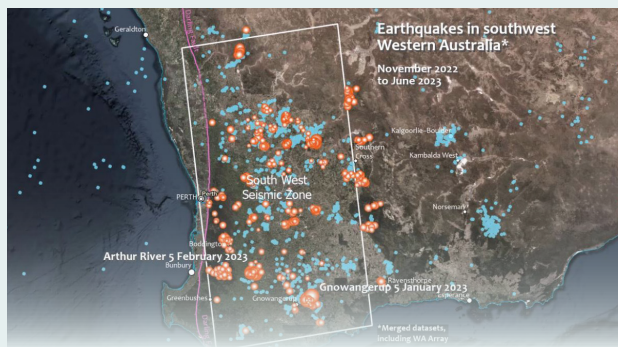 Geraldton
Earthquakes in southwest
Western Australia*
November 2022
to June 2023
Kalgoorlie-Boulder
Kambalda West
Southern
Cross
South West
Seismic Zone
PERTH
Perth
Norseman
Boddington
Arthur River 5 February 2023
Bunbury
Gnowangerup 5 January 2023
Ravensthorpe
Greenbushes
Gnowangerup
Esperance
*Merged datasets,
including WA Array